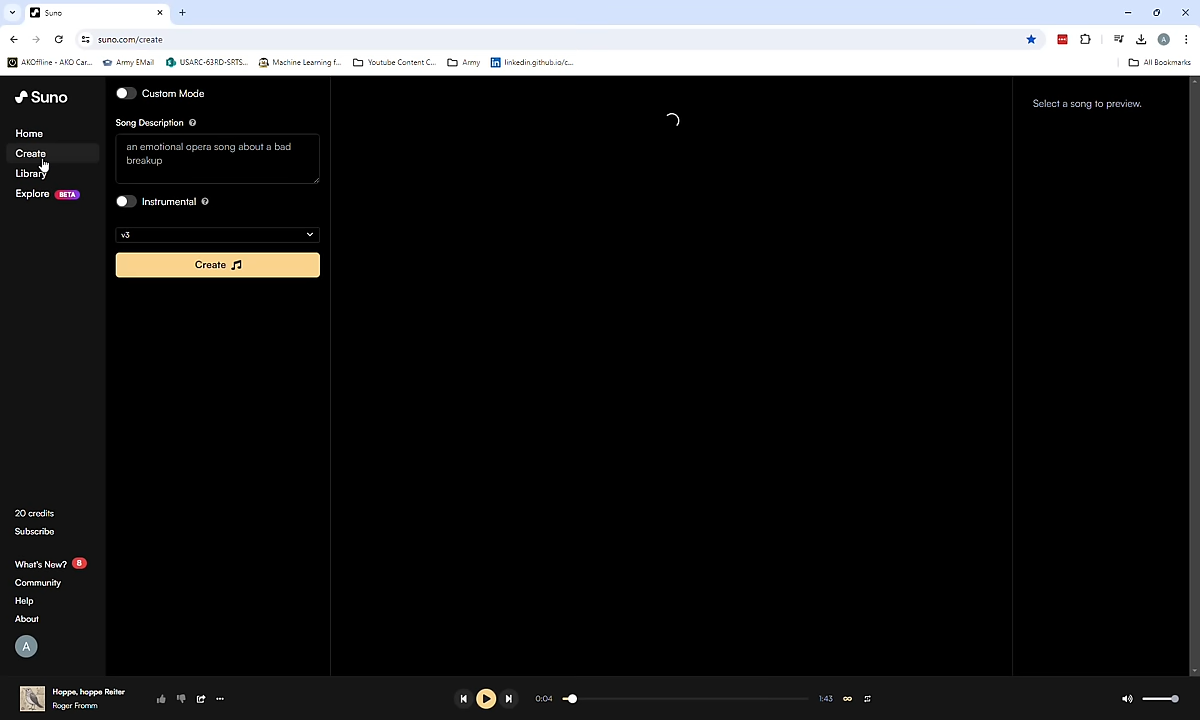 Suno
suno.com/create
AKOffline - AKO Car...
Army EMail
USARC-63RD-SRTS...
Machine Learning f...
Youtube Content C...
Army
linkedin.github.io/c...
All Bookmarks
Suno
Home
Create
Library
Explore BETA
20 credits
Subscribe
What's New? 8
Community
Help
About
A
Custom Mode
Song Description
an emotional opera song about a bad
breakup
Instrumental
v3
Create
Select a song to preview.
Hoppe, hoppe Reiter
Roger Fromm
0:04
1:43